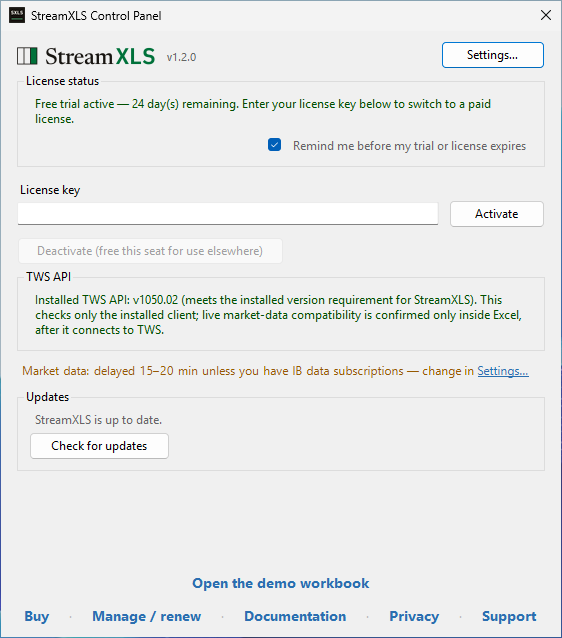 SXLS StreamXLS Control Panel
StreamXLS v1.2.0 Settings...
License status
Free trial active — 24 day(s) remaining. Enter your license key below to switch to a paid
license.
Remind me before my trial or license expires
License key
Activate
Deactivate (free this seat for use elsewhere)
TWS API
Installed TWS API: v1050.02 (meets the installed version requirement for StreamXLS). This
checks only the installed client; live market-data compatibility is confirmed only inside Excel,
after it connects to TWS.
Market data: delayed 15–20 min unless you have IB data subscriptions — change in Settings...
Updates
StreamXLS is up to date.
Check for updates
Open the demo workbook
Buy · Manage / renew · Documentation · Privacy · Support